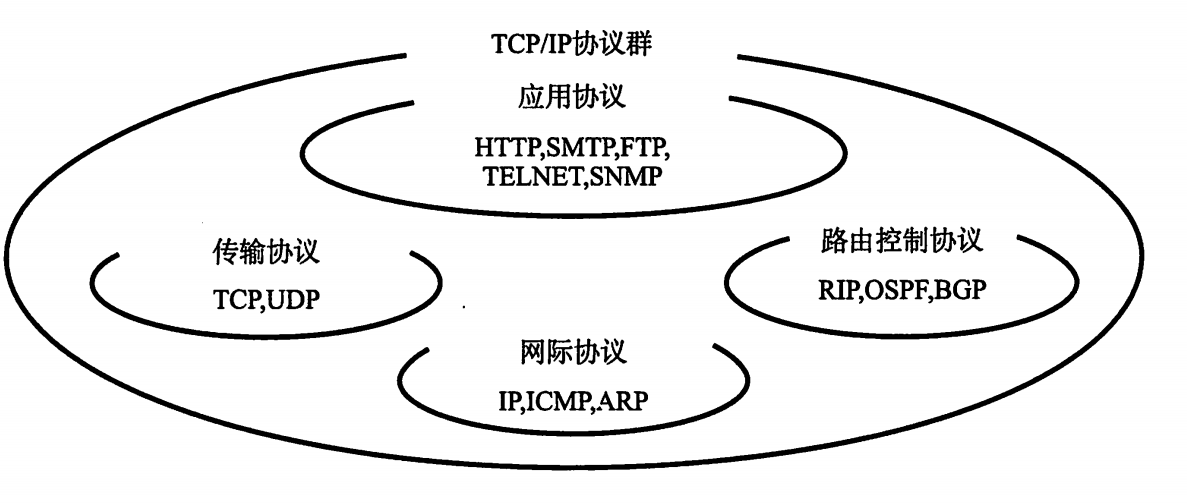 TCP/IP协议群
应用协议
HTTP,SMTP,FTP,
TELNET,SNMP
传输协议
TCP,UDP
路由控制协议
RIP,OSPF,BGP
网际协议
IP,ICMP,ARP